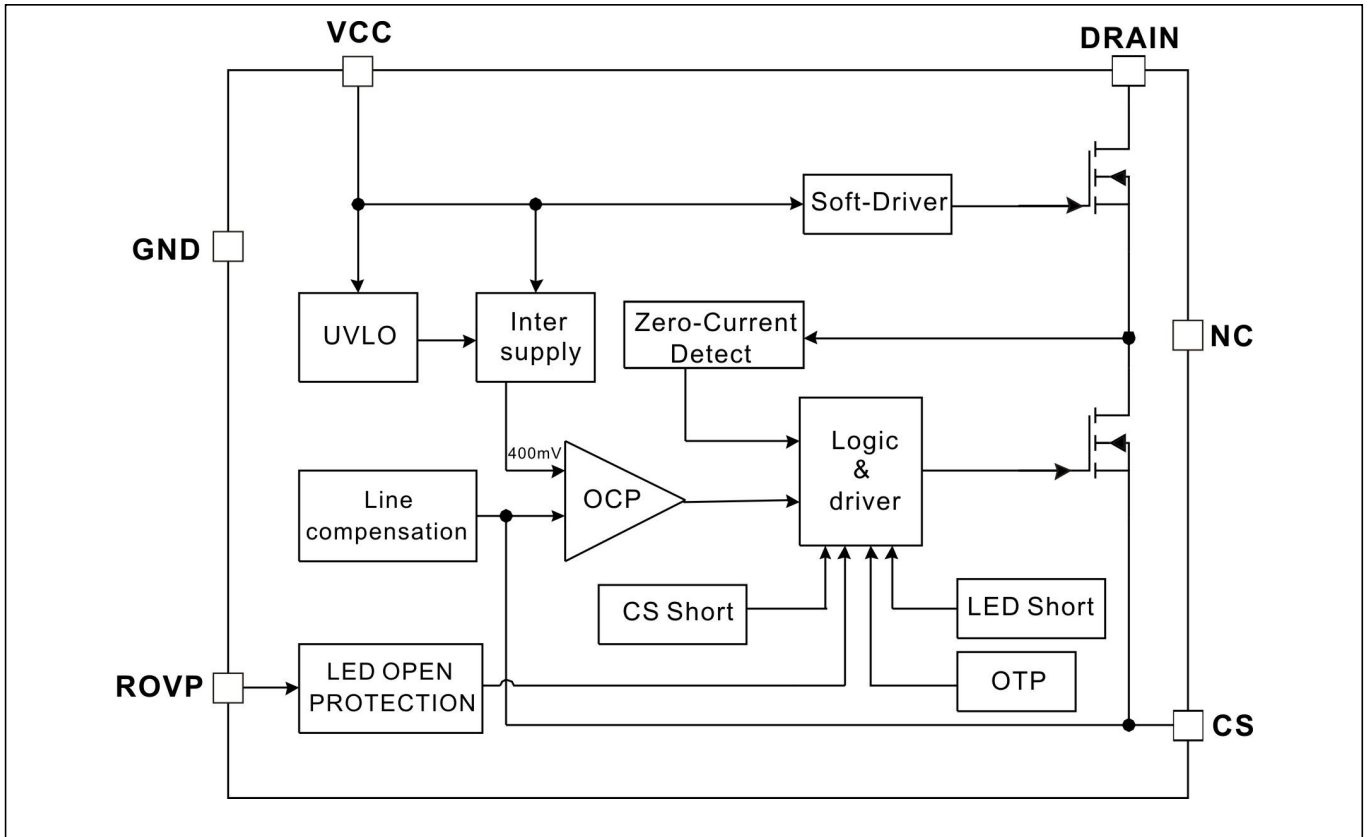 VCC
DRAIN
Soft-Driver
GND
UVLO
Inter
supply
Zero-Current
Detect
NC
400mV
Logic
&
driver
Line
compensation
OCP
CS Short
LED Short
ROVP
LED OPEN
PROTECTION
OTP
CS